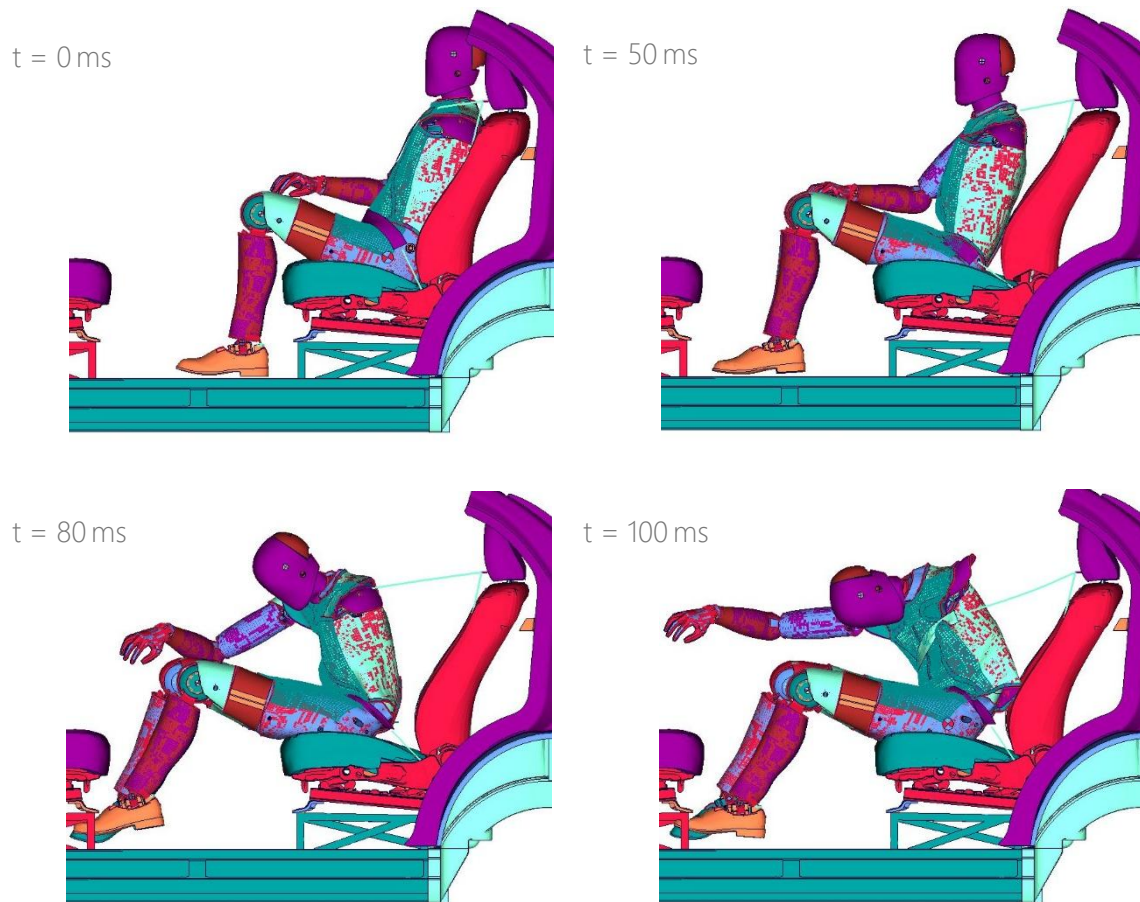 t = 0 ms
t = 50 ms
t = 80 ms
t = 100 ms